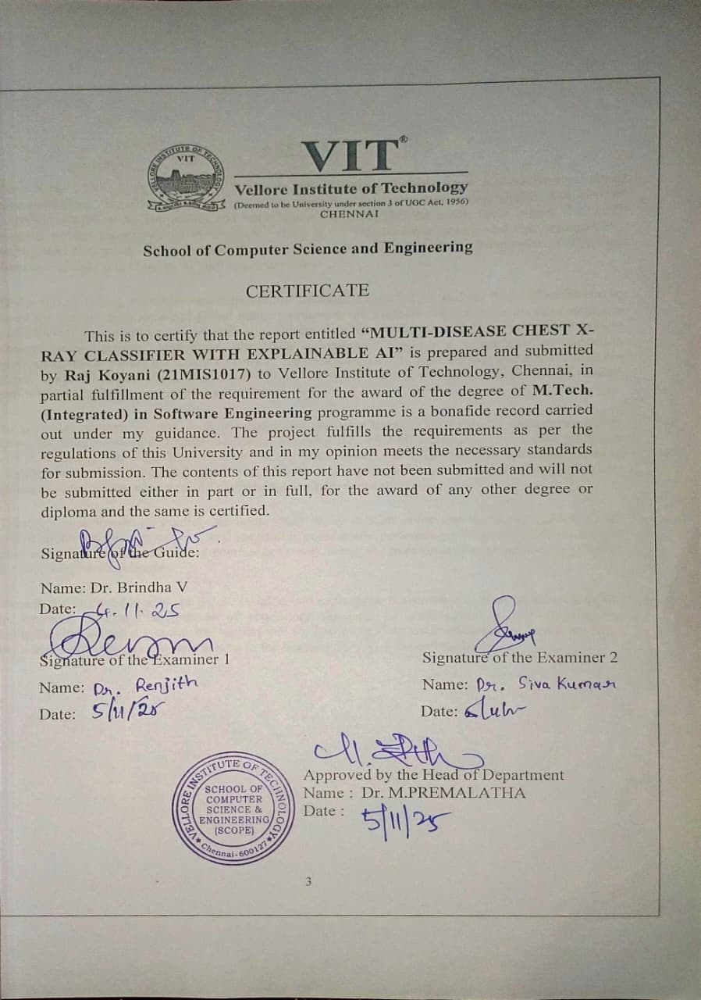 VELLORE INSTITUTE OF TECHNOLOGY
VIT
VIT®
Vellore Institute of Technology
(Deemed to be University under section 3 of UGC Act, 1956)
CHENNAI
School of Computer Science and Engineering
CERTIFICATE
This is to certify that the report entitled “MULTI-DISEASE CHEST X-
RAY CLASSIFIER WITH EXPLAINABLE AI” is prepared and submitted
by Raj Koyani (21MIS1017) to Vellore Institute of Technology, Chennai, in
partial fulfillment of the requirement for the award of the degree of M.Tech.
(Integrated) in Software Engineering programme is a bonafide record carried
out under my guidance. The project fulfills the requirements as per the
regulations of this University and in my opinion meets the necessary standards
for submission. The contents of this report have not been submitted and will not
be submitted either in part or in full, for the award of any other degree or
diploma and the same is certified.
Signature of the Guide:
Name: Dr. Brindha V
Date: 4.11.25
Signature of the Examiner 1
Name: Dr. Renjith
Date: 5/11/25
Signature of the Examiner 2
Name: Dr. Siva Kumar
Date:
Approved by the Head of Department
Name : Dr. M.PREMALATHA
Date : 5/11/25
VELLORE INSTITUTE OF TECHNOLOGY
SCHOOL OF
COMPUTER
SCIENCE &
ENGINEERING
(SCOPE)
★ Chennai-600127 ★
3